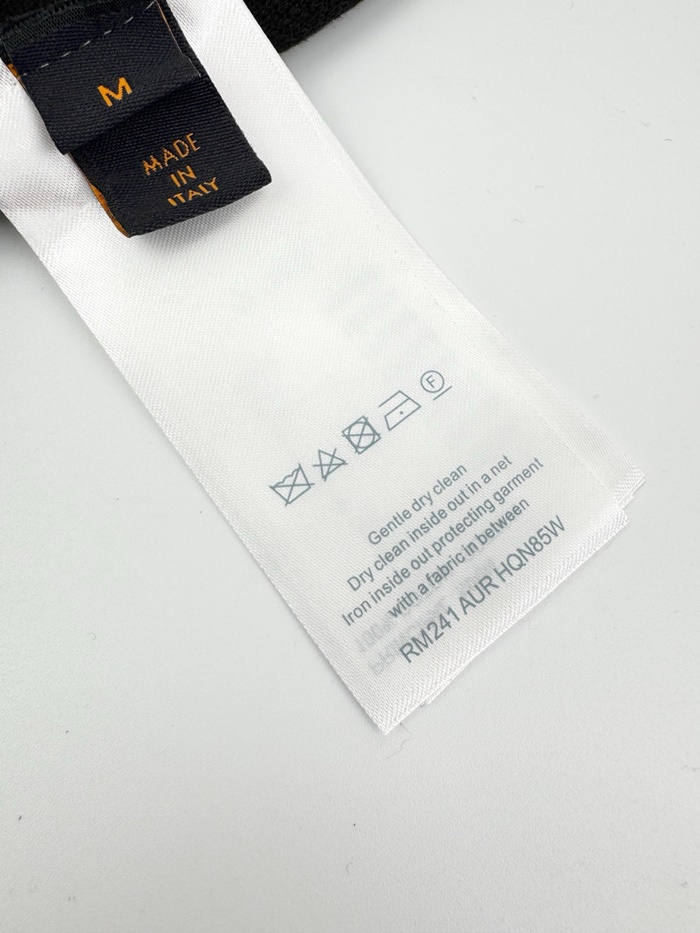 M
MADE
IN
ITALY
F
Gentle dry clean
Dry clean inside out in a net
Iron inside out protecting garment
with a fabric in between
RM241 AUR HQN85W